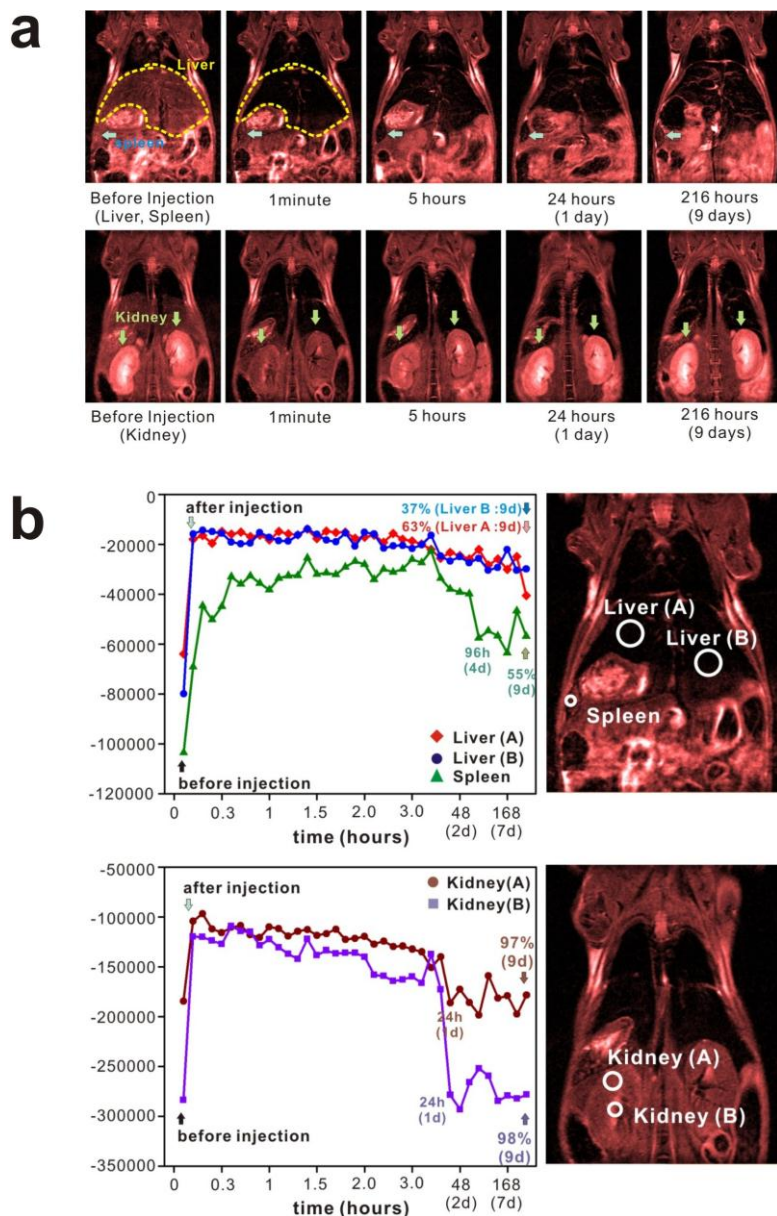 a
Liver
spleen
Before Injection
(Liver, Spleen)
1minute
5 hours
24 hours
(1 day)
216 hours
(9 days)
Kidney
Before Injection
(Kidney)
1minute
5 hours
24 hours
(1 day)
216 hours
(9 days)
b
0
-20000
-40000
-60000
-80000
-100000
-120000
after injection
37% (Liver B :9d)
63% (Liver A :9d)
96h
(4d)
55%
(9d)
Liver (A)
Liver (B)
Spleen
before injection
0
0.3
1
1.5
2.0
3.0
48
(2d)
168
(7d)
time (hours)
Liver (A)
Liver (B)
Spleen
-50000
-100000
-150000
-200000
-250000
-300000
-350000
after injection
Kidney(A)
Kidney(B)
97%
(9d)
24h
(1d)
24h
(1d)
98%
(9d)
before injection
0
0.3
1
1.5
2.0
3.0
48
(2d)
168
(7d)
time (hours)
Kidney (A)
Kidney (B)